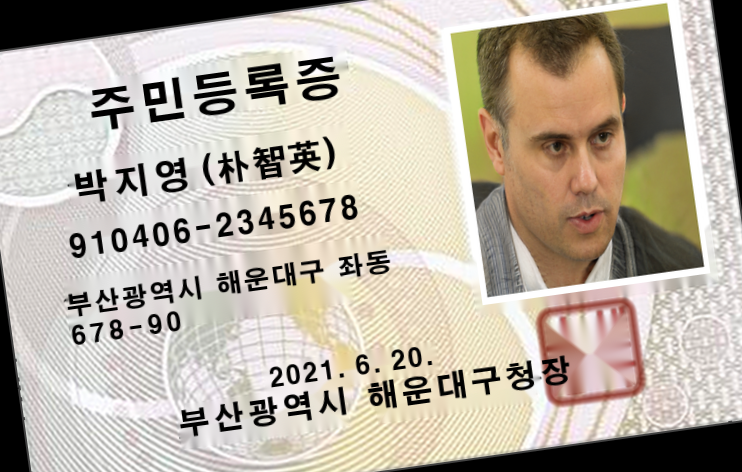 주민등록증
박지영(朴智英)
910406-2345678
부산광역시 해운대구 좌동
678-90
2021. 6. 20.
부산광역시 해운대구청장